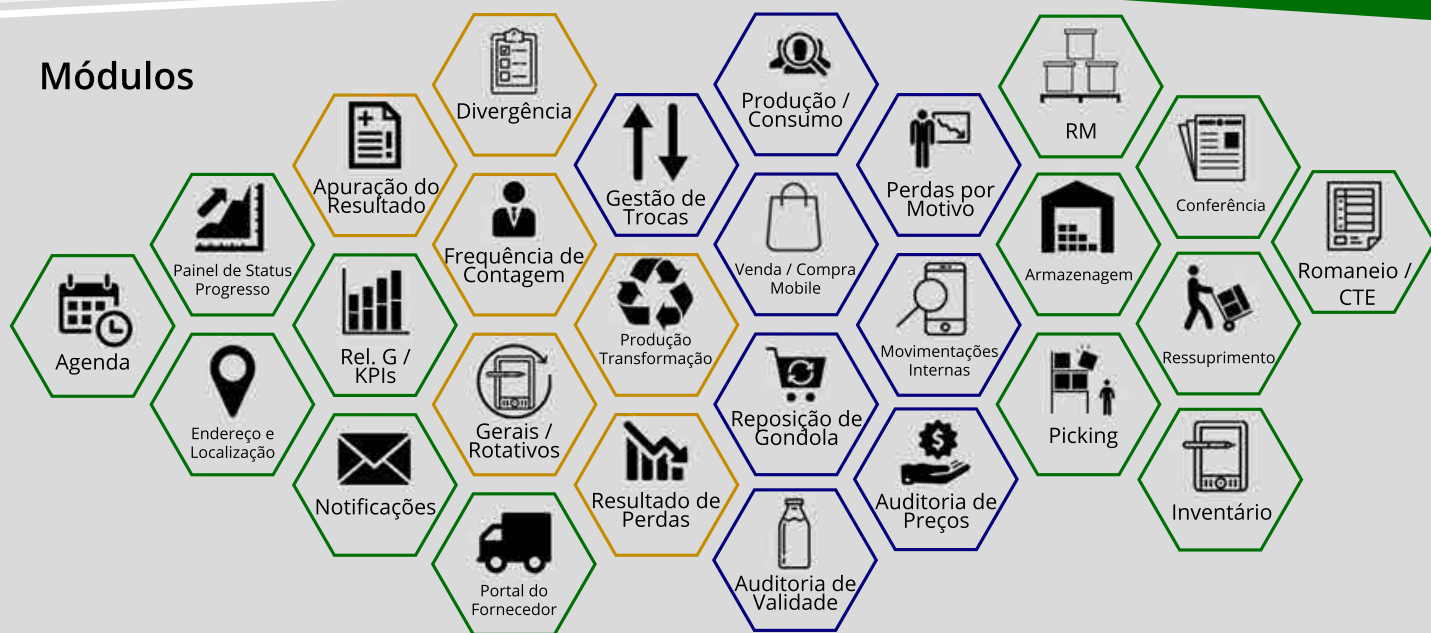 Módulos
Agenda
Painel de Status
Progresso
Endereço e
Localização
Apuração do
Resultado
Rel. G /
KPIs
Notificações
Divergência
Frequência de
Contagem
Gerais /
Rotativos
Portal do
Fornecedor
Gestão de
Trocas
Produção
Transformação
Resultado de
Perdas
Produção /
Consumo
Venda / Compra
Mobile
Reposição de
Gondola
Auditoria de
Validade
Perdas por
Motivo
Movimentações
Internas
Auditoria de
Preços
RM
Armazenagem
Picking
Conferência
Ressuprimento
Inventário
Romaneio /
CTE